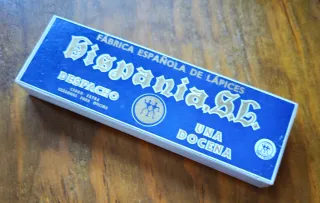 FÁBRICA ESPAÑOLA DE LÁPICES
Hispania, S.L.
DESPACHO
UNA
DOCENA